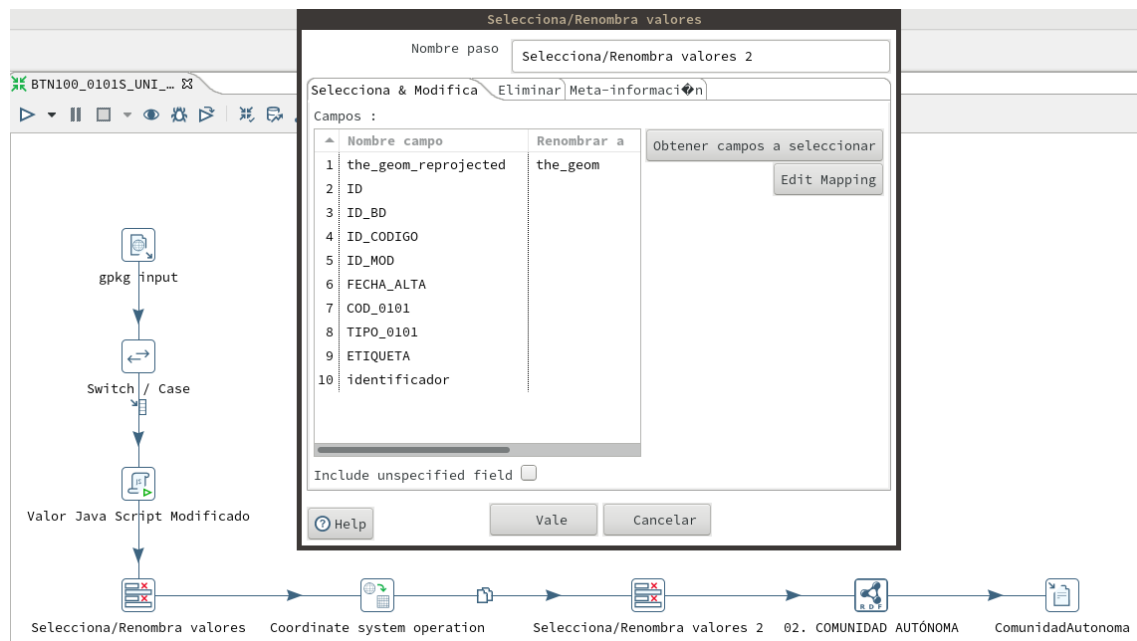 Selecciona/Renombra valores
Nombre paso
Selecciona/Renombra valores 2
BTN100_0101S_UNI_…
Selecciona & Modifica
Eliminar
Meta-informaci�n
Campos :
Nombre campo
Renombrar a
Obtener campos a seleccionar
Edit Mapping
1 the_geom_reprojected the_geom
2 ID
3 ID_BD
4 ID_CODIGO
5 ID_MOD
6 FECHA_ALTA
7 COD_0101
8 TIPO_0101
9 ETIQUETA
10 identificador
Include unspecified field
Help
Vale
Cancelar
gpkg input
Switch / Case
Valor Java Script Modificado
Selecciona/Renombra valores
Coordinate system operation
Selecciona/Renombra valores 2
RDF
02. COMUNIDAD AUTÓNOMA
ComunidadAutonoma